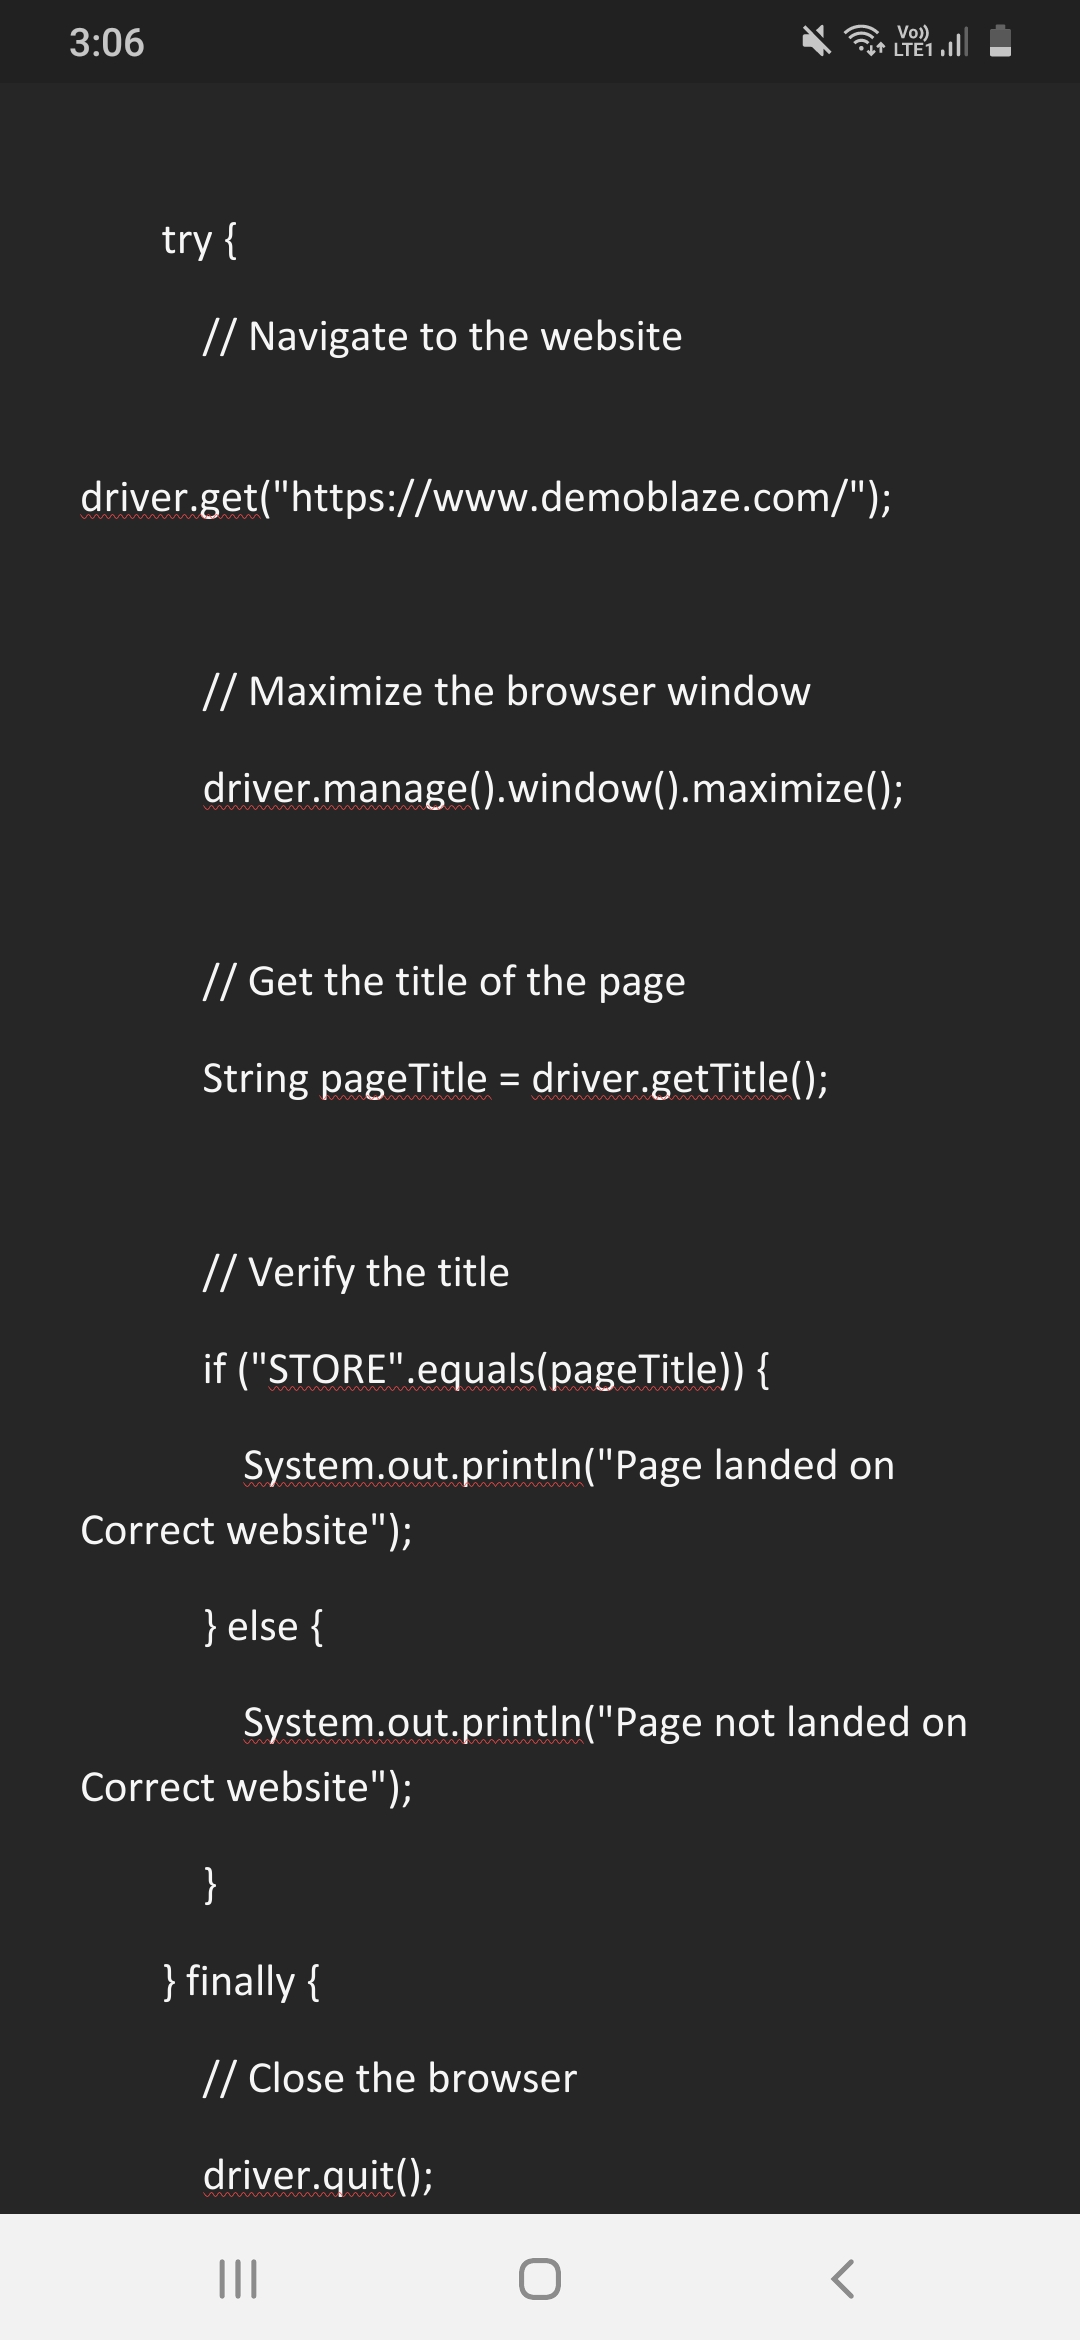 3:06
Vo))
LTE1
try {
// Navigate to the website
driver.get("https://www.demoblaze.com/");
// Maximize the browser window
driver.manage().window().maximize();
// Get the title of the page
String pageTitle = driver.getTitle();
// Verify the title
if ("STORE".equals(pageTitle)) {
System.out.println("Page landed on
Correct website");
} else {
System.out.println("Page not landed on
Correct website");
}
} finally {
// Close the browser
driver.quit();